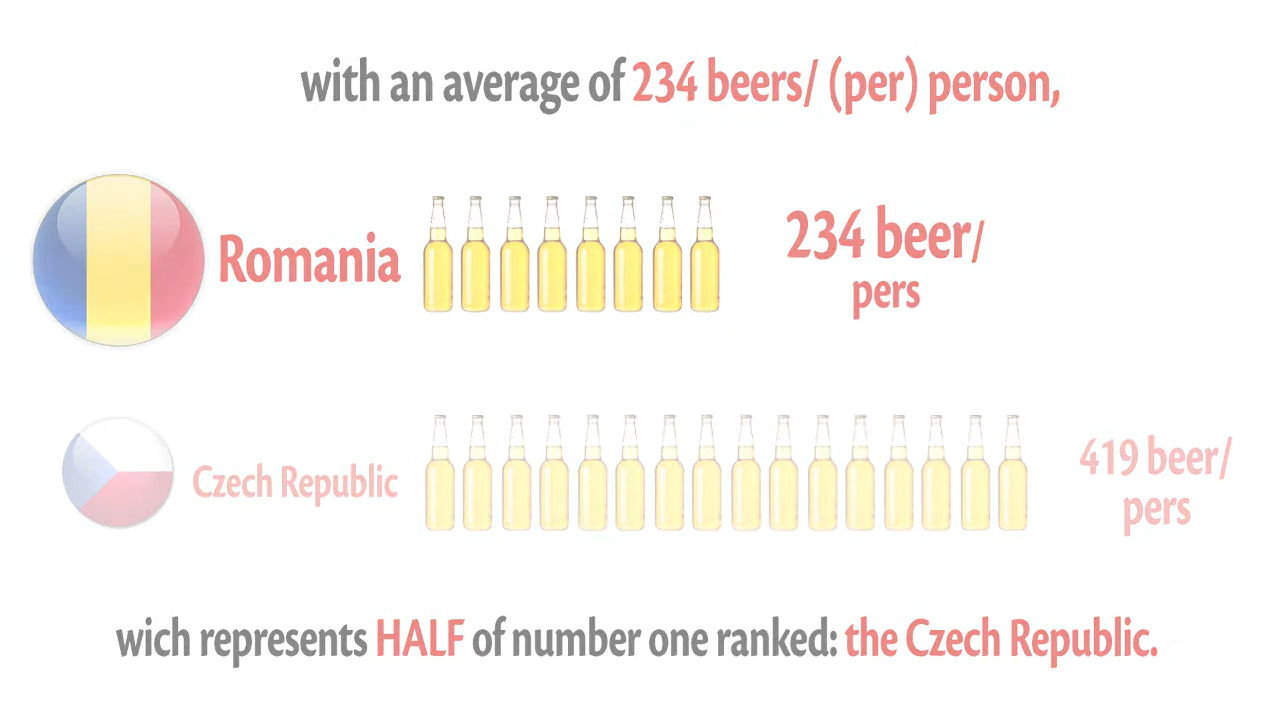 with an average of 234 beers/ (per) person,
Romania
234 beer/
pers
Czech Republic
419 beer/
pers
wich represents HALF of number one ranked: the Czech Republic.